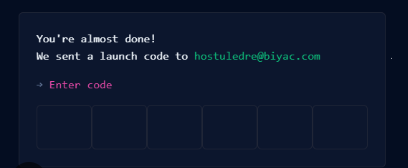 You're almost done!
We sent a launch code to hostuledre@biyac.com
→ Enter code